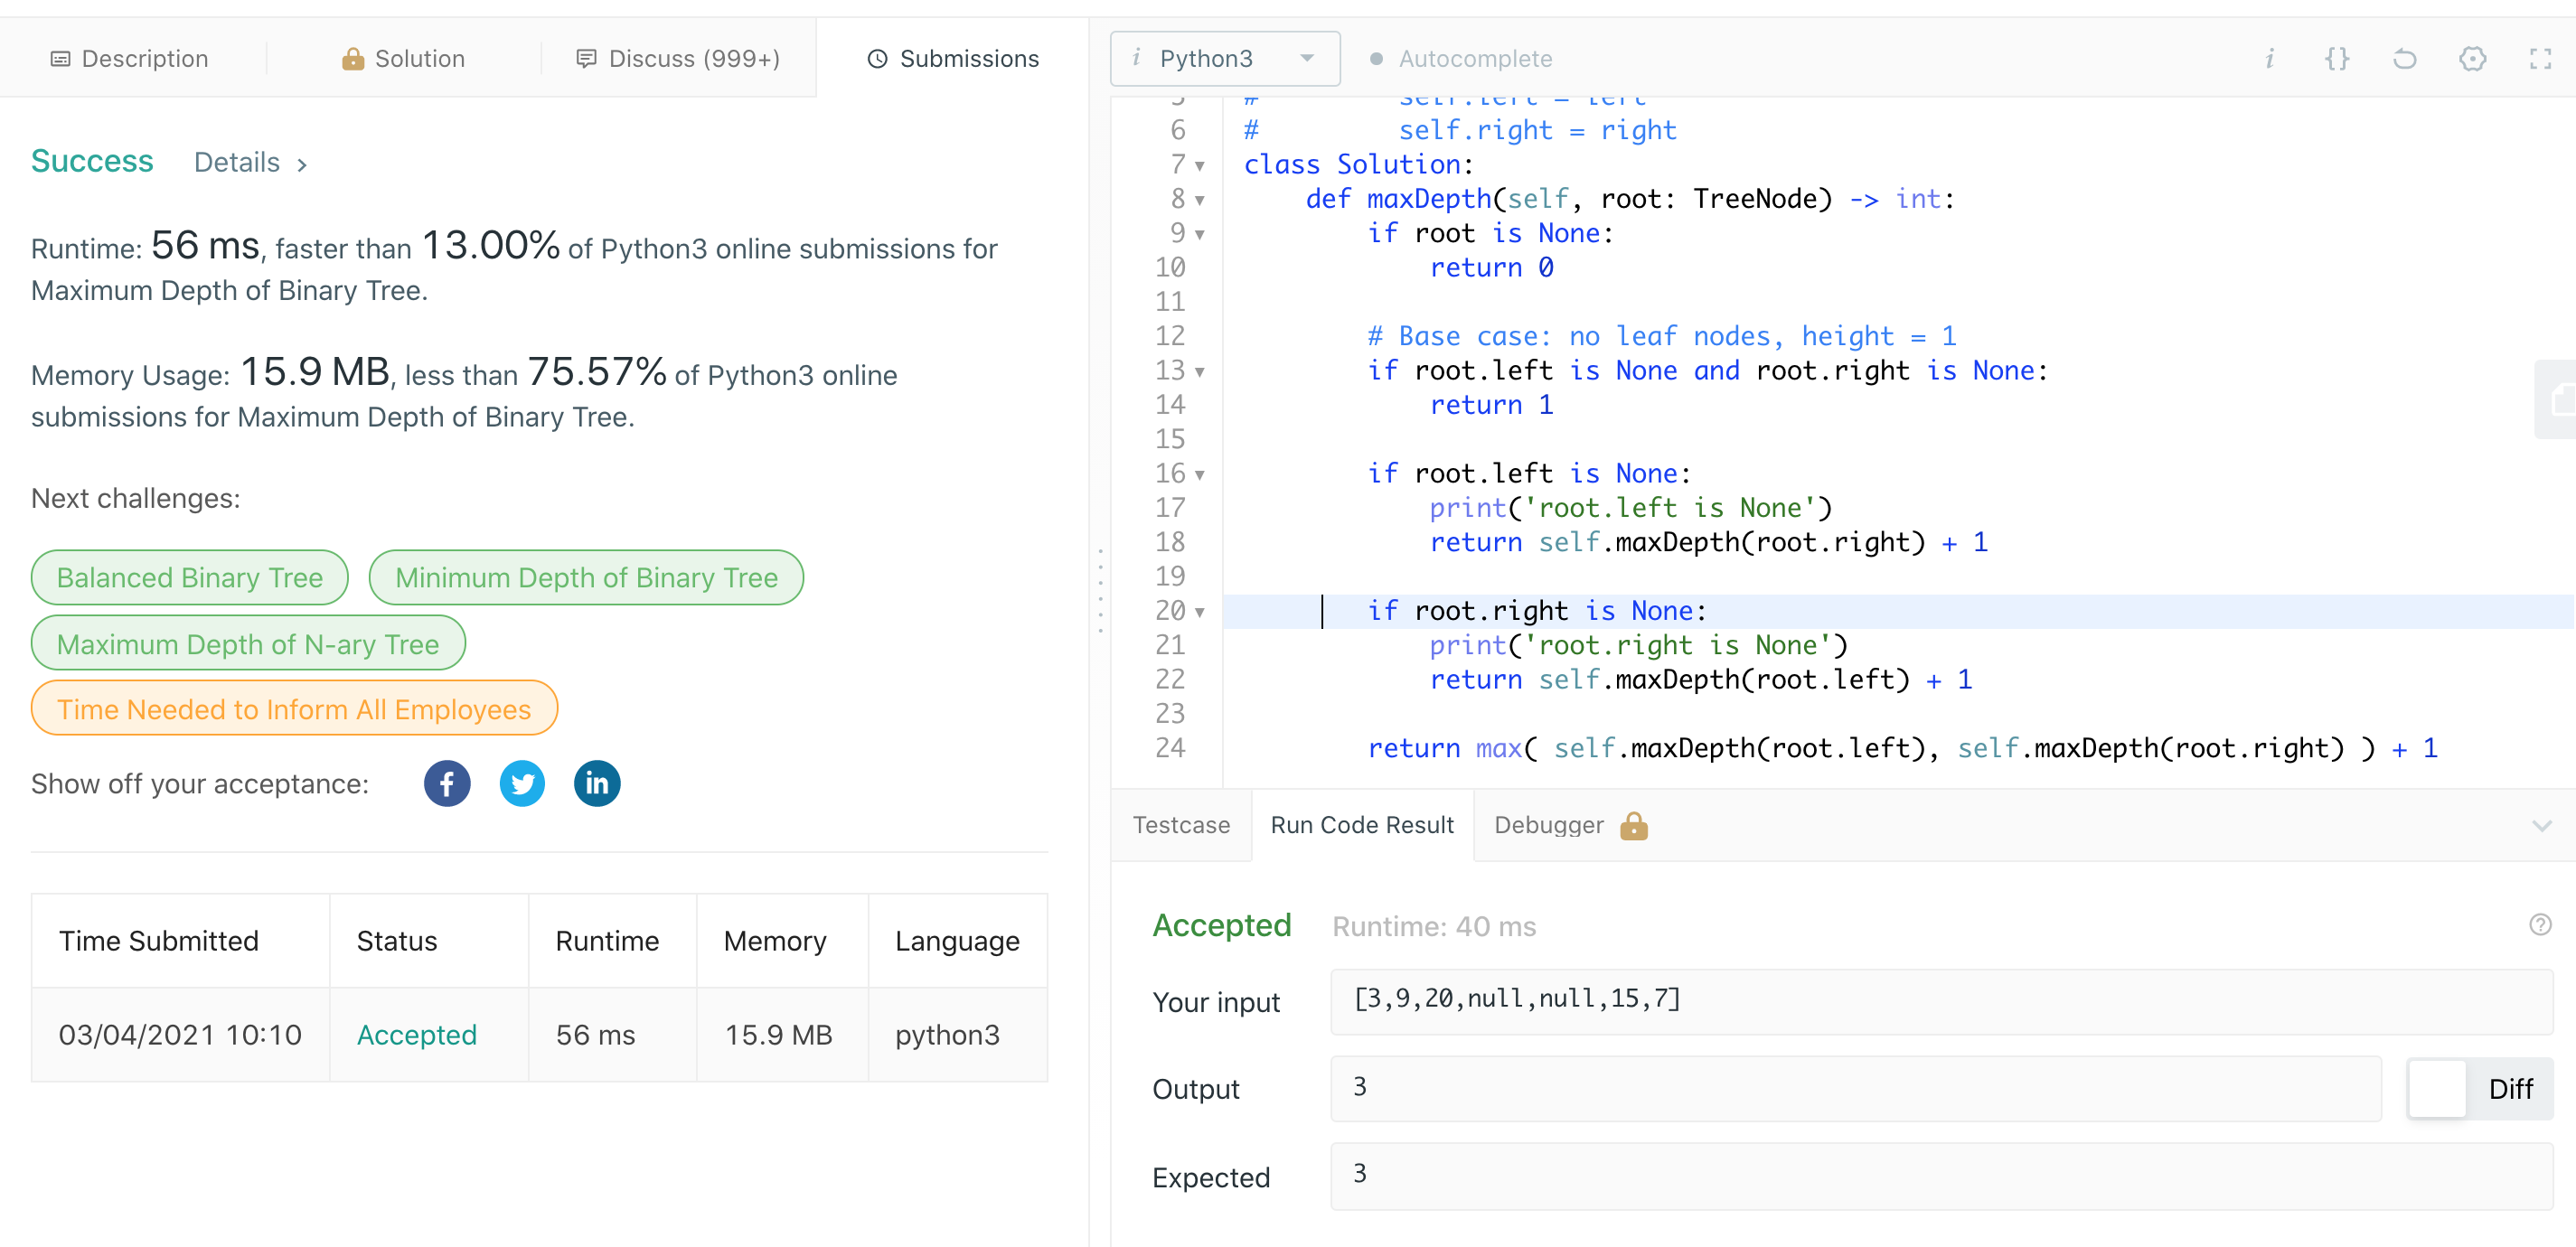 Description
Solution
Discuss (999+)
Submissions
Success Details >
Runtime: 56 ms, faster than 13.00% of Python3 online submissions for
Maximum Depth of Binary Tree.
Memory Usage: 15.9 MB, less than 75.57% of Python3 online
submissions for Maximum Depth of Binary Tree.
Next challenges:
Balanced Binary Tree
Minimum Depth of Binary Tree
Maximum Depth of N-ary Tree
Time Needed to Inform All Employees
Show off your acceptance:
Time Submitted Status Runtime Memory Language
03/04/2021 10:10 Accepted 56 ms 15.9 MB python3
i Python3
Autocomplete
i {}
5 # self.left = left
6 # self.right = right
7 class Solution:
8 def maxDepth(self, root: TreeNode) -> int:
9 if root is None:
10 return 0
11
12 # Base case: no leaf nodes, height = 1
13 if root.left is None and root.right is None:
14 return 1
15
16 if root.left is None:
17 print('root.left is None')
18 return self.maxDepth(root.right) + 1
19
20 if root.right is None:
21 print('root.right is None')
22 return self.maxDepth(root.left) + 1
23
24 return max( self.maxDepth(root.left), self.maxDepth(root.right) ) + 1
Testcase
Run Code Result
Debugger
Accepted Runtime: 40 ms
Your input [3,9,20,null,null,15,7]
Output 3 Diff
Expected 3